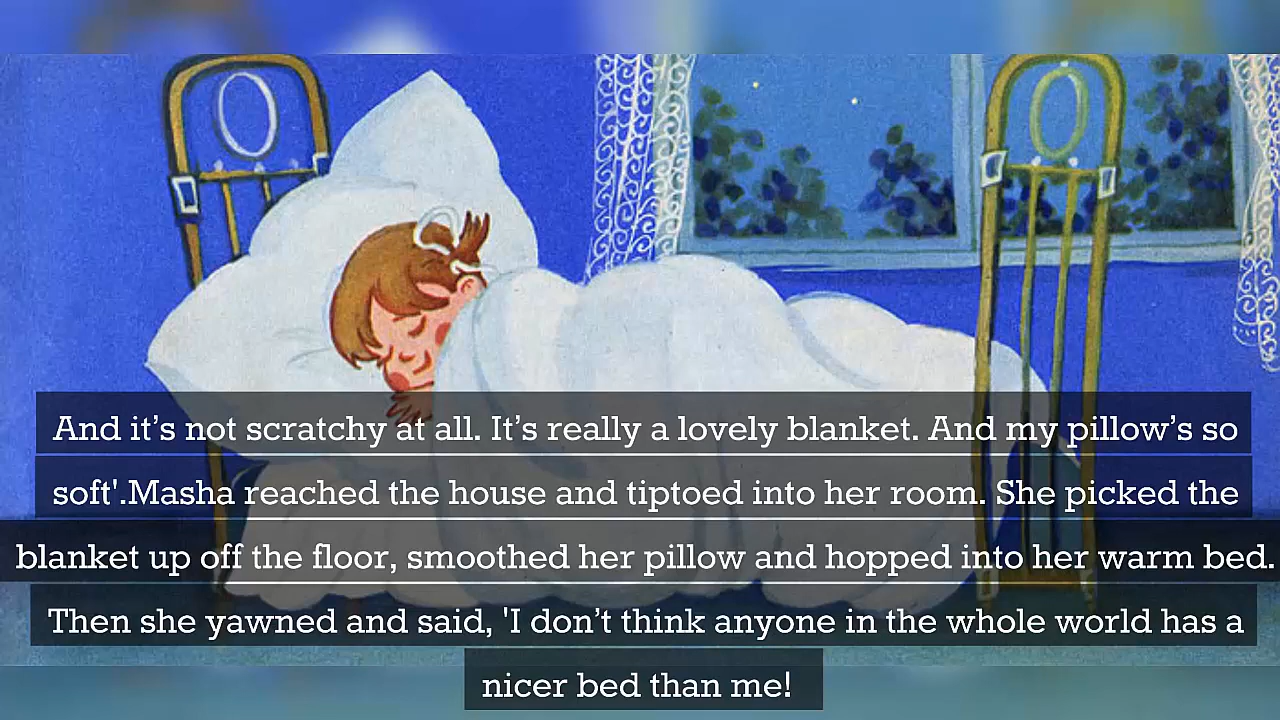 And it’s not scratchy at all. It’s really a lovely blanket. And my pillow’s so
soft'.Masha reached the house and tiptoed into her room. She picked the
blanket up off the floor, smoothed her pillow and hopped into her warm bed.
Then she yawned and said, 'I don’t think anyone in the whole world has a
nicer bed than me!